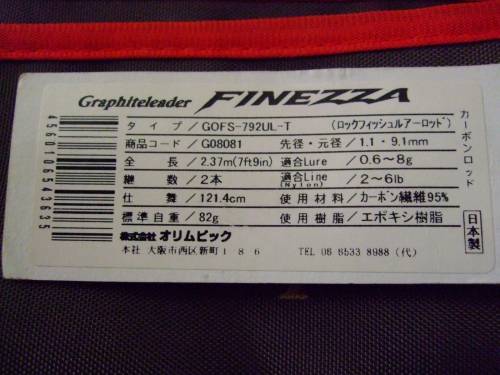 Graphiteleader FINEZZA
タイプ／GOFS-792UL-T (ロックフィッシュルアーロッド)
商品コード／G08081 先径・元径／1.1・9.1mm
全長／2.37m(7ft9in) 適合Lure／0.6～8g
継数／2本 適合Line(Nylon)／2～6lb
仕舞／121.4cm 使用材料／カーボン繊維95%
標準自重／82g 使用樹脂／エポキシ樹脂
株式会社オリムピック
本社 大阪市西区新町1-8-6 TEL 06 6533 8988 (代)
カーボンロッド
日本製
4560106543635